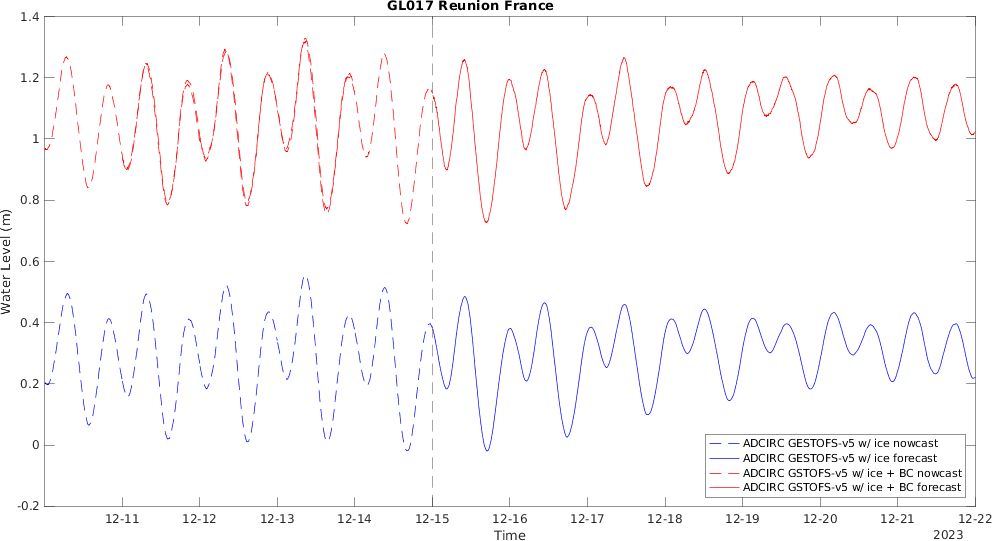 GL017 Reunion France
1.4
1.2
1
0.8
0.6
0.4
0.2
0
-0.2
Water Level (m)
12-11 12-12 12-13 12-14 12-15 12-16 12-17 12-18 12-19 12-20 12-21 12-22
Time
2023
ADCIRC GESTOFS-v5 w/ ice nowcast
ADCIRC GESTOFS-v5 w/ ice forecast
ADCIRC GSTOFS-v5 w/ ice + BC nowcast
ADCIRC GSTOFS-v5 w/ ice + BC forecast